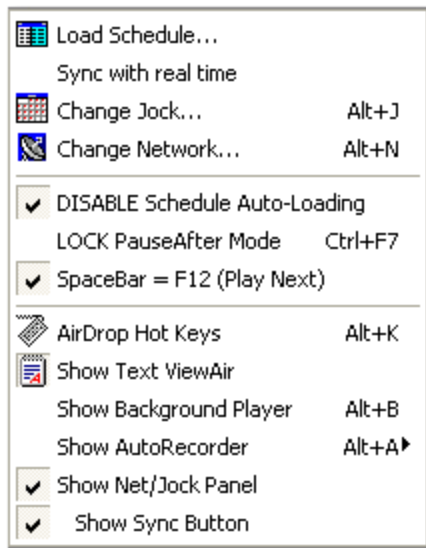 Load Schedule...
Sync with real time
Change Jock... Alt+J
Change Network... Alt+N
DISABLE Schedule Auto-Loading
LOCK PauseAfter Mode Ctrl+F7
SpaceBar = F12 (Play Next)
AirDrop Hot Keys Alt+K
Show Text ViewAir
Show Background Player Alt+B
Show AutoRecorder Alt+A
Show Net/Jock Panel
Show Sync Button